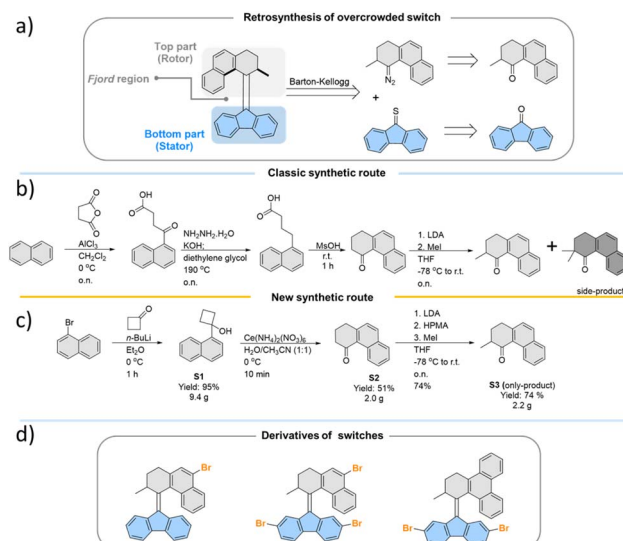 a)
Retrosynthesis of overcrowded switch
Top part
(Rotor)
Fjord region
Bottom part
(Stator)
Barton-Kellogg
N2
+
O
S
O
Classic synthetic route
b)
O
O
O
AlCl3
CH2Cl2
0 °C
o.n.
OH
O
O
NH2NH2.H2O
KOH;
diethylene glycol
190 °C
o.n.
OH
O
MsOH
r.t.
1 h
O
1. LDA
2. MeI
THF
-78 °C to r.t.
o.n.
O
+
O
side-product
New synthetic route
c)
Br
O
n-BuLi
Et2O
0 °C
1 h
OH
S1
Yield: 95%
9.4 g
Ce(NH4)2(NO3)6
H2O/CH3CN (1:1)
0 °C
10 min
O
S2
Yield: 51%
2.0 g
1. LDA
2. HPMA
3. MeI
THF
-78 °C to r.t.
o.n.
74%
O
S3 (only-product)
Yield: 74 %
2.2 g
d)
Derivatives of switches
Br
Br
Br
Br
Br
Br